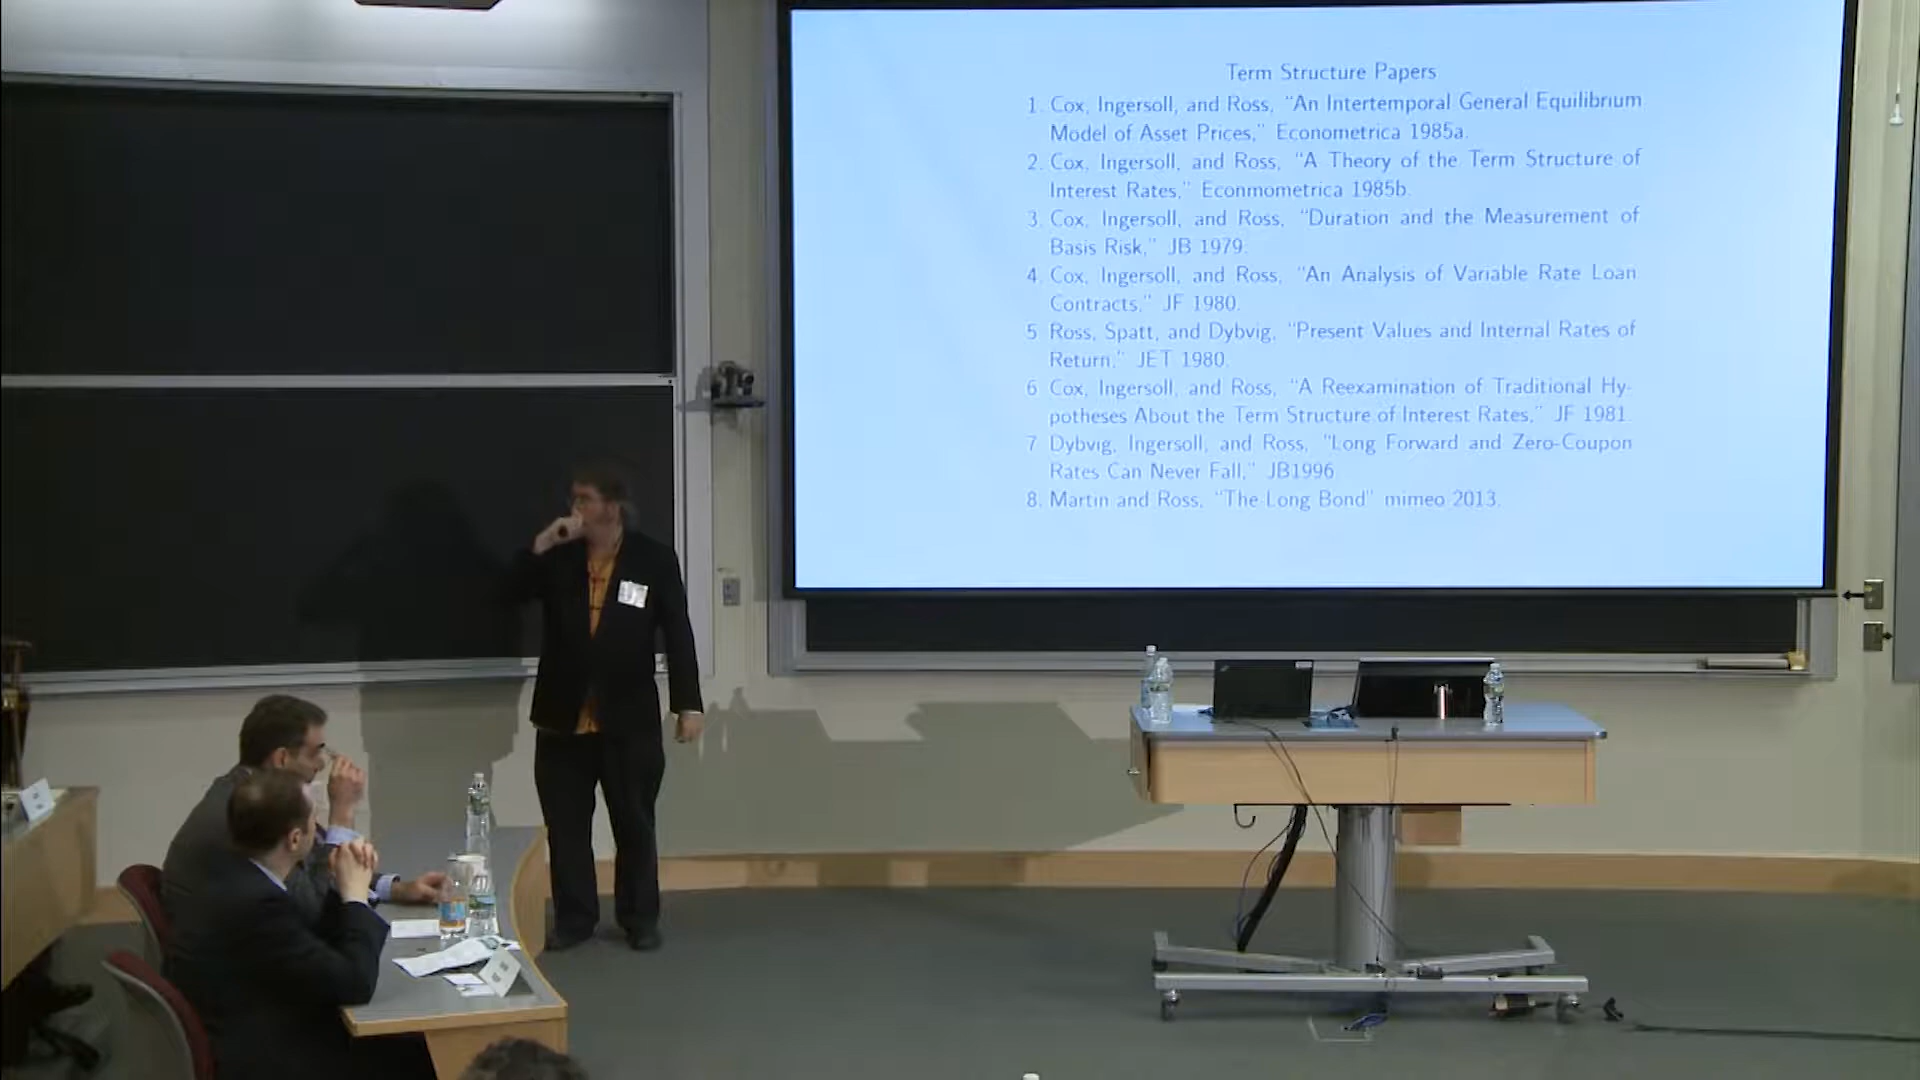 Term Structure Papers
1. Cox, Ingersoll, and Ross, “An Intertemporal General Equilibrium
Model of Asset Prices,” Econometrica 1985a.
2. Cox, Ingersoll, and Ross, “A Theory of the Term Structure of
Interest Rates,” Econmometrica 1985b.
3. Cox, Ingersoll, and Ross, “Duration and the Measurement of
Basis Risk,” JB 1979.
4. Cox, Ingersoll, and Ross, “An Analysis of Variable Rate Loan
Contracts,” JF 1980.
5. Ross, Spatt, and Dybvig, “Present Values and Internal Rates of
Return,” JET 1980.
6. Cox, Ingersoll, and Ross, “A Reexamination of Traditional Hy-
potheses About the Term Structure of Interest Rates,” JF 1981.
7. Dybvig, Ingersoll, and Ross, “Long Forward and Zero-Coupon
Rates Can Never Fall,” JB1996
8. Martin and Ross, “The Long Bond” mimeo 2013.